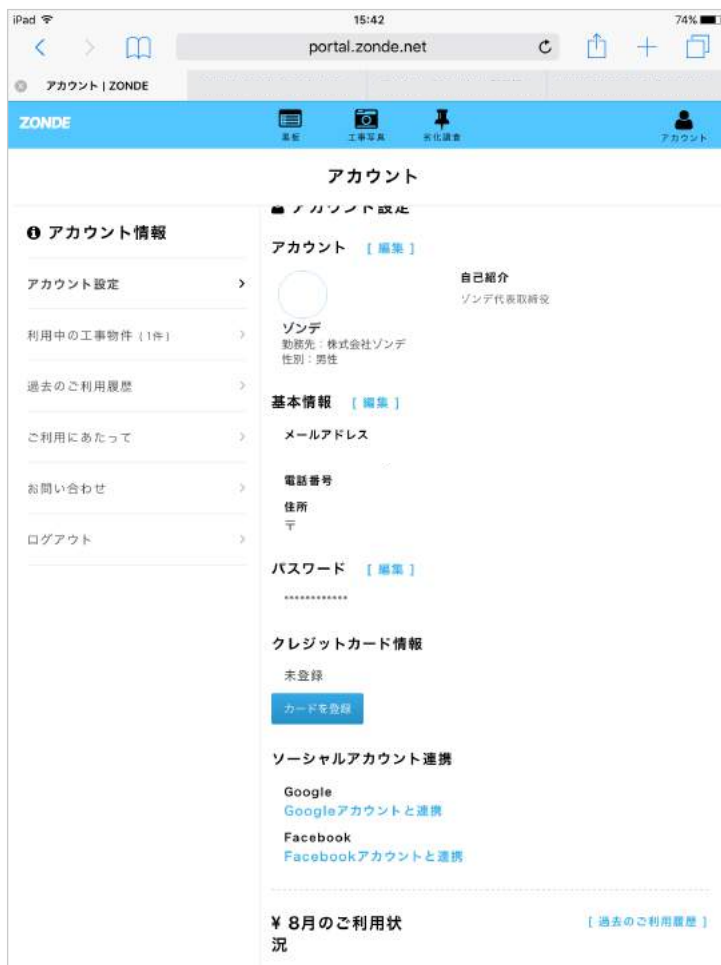 iPad 15:42 74%
portal.zonde.net
アカウント | ZONDE
ZONDE
黒板 工事写真 劣化調査 アカウント
アカウント
アカウント設定
アカウント情報
アカウント [ 編集 ]
自己紹介
アカウント設定
ゾンデ代表取締役
ゾンデ
利用中の工事物件 (1件)
勤務先：株式会社ゾンデ
性別：男性
過去のご利用履歴
基本情報 [ 編集 ]
ご利用にあたって
メールアドレス
電話番号
お問い合わせ
住所
〒
ログアウト
パスワード [ 編集 ]
************
クレジットカード情報
未登録
カードを登録
ソーシャルアカウント連携
Google
Googleアカウントと連携
Facebook
Facebookアカウントと連携
¥ 8月のご利用状
況
[ 過去のご利用履歴 ]